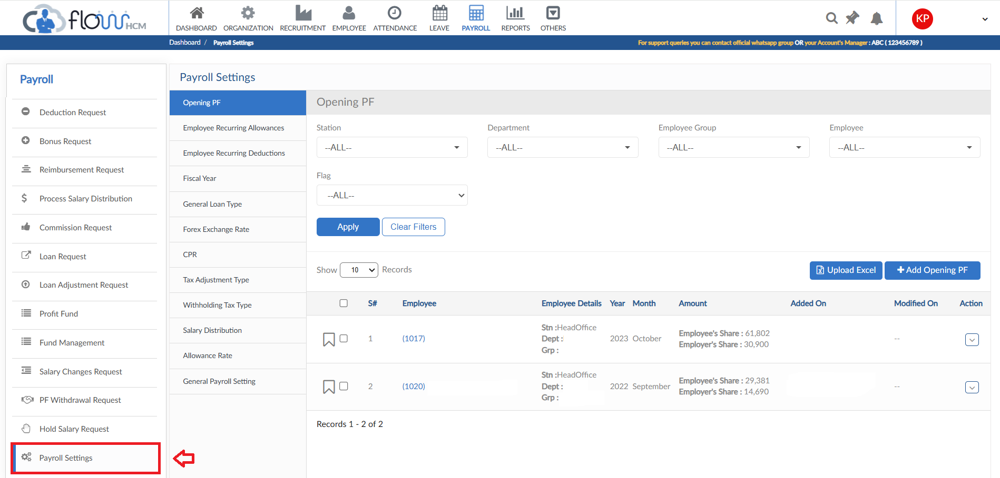 flow HCM
DASHBOARD ORGANIZATION RECRUITMENT EMPLOYEE ATTENDANCE LEAVE PAYROLL REPORTS OTHERS
KP
Dashboard / Payroll Settings
For support queries you can contact official whatsapp group OR your Account's Manager : ABC ( 123456789 )
Payroll
Deduction Request
Bonus Request
Reimbursement Request
Process Salary Distribution
Commission Request
Loan Request
Loan Adjustment Request
Profit Fund
Fund Management
Salary Changes Request
PF Withdrawal Request
Hold Salary Request
Payroll Settings
Payroll Settings
Opening PF
Employee Recurring Allowances
Employee Recurring Deductions
Fiscal Year
General Loan Type
Forex Exchange Rate
CPR
Tax Adjustment Type
Withholding Tax Type
Salary Distribution
Allowance Rate
General Payroll Setting
Opening PF
Station Department Employee Group Employee
--ALL-- --ALL-- --ALL-- --ALL--
Flag
--ALL--
Apply Clear Filters
Show 10 Records Upload Excel + Add Opening PF
S# Employee Employee Details Year Month Amount Added On Modified On Action
1 (1017) Stn :HeadOffice
Dept :
Grp :
2023 October Employee's Share : 61,802
Employer's Share : 30,900
--
2 (1020) Stn :HeadOffice
Dept :
Grp :
2022 September Employee's Share : 29,381
Employer's Share : 14,690
--
Records 1 - 2 of 2